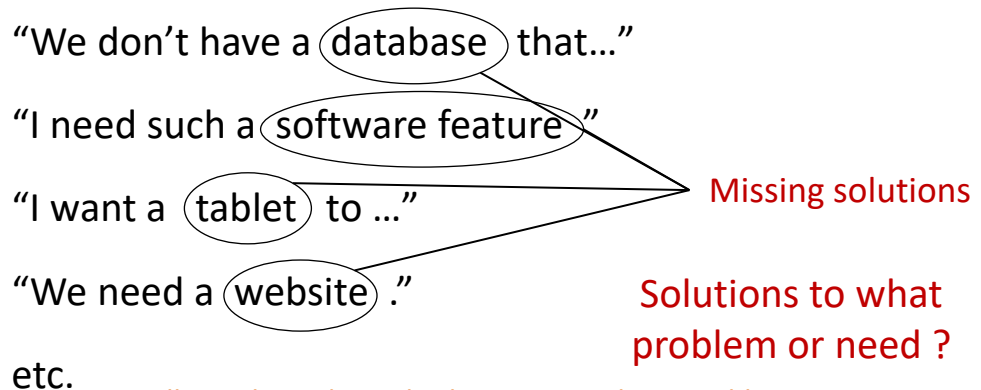 “We don’t have a database that…”
“I need such a software feature ”
“I want a tablet to …”
Missing solutions
“We need a website .”
Solutions to what
problem or need ?
etc.